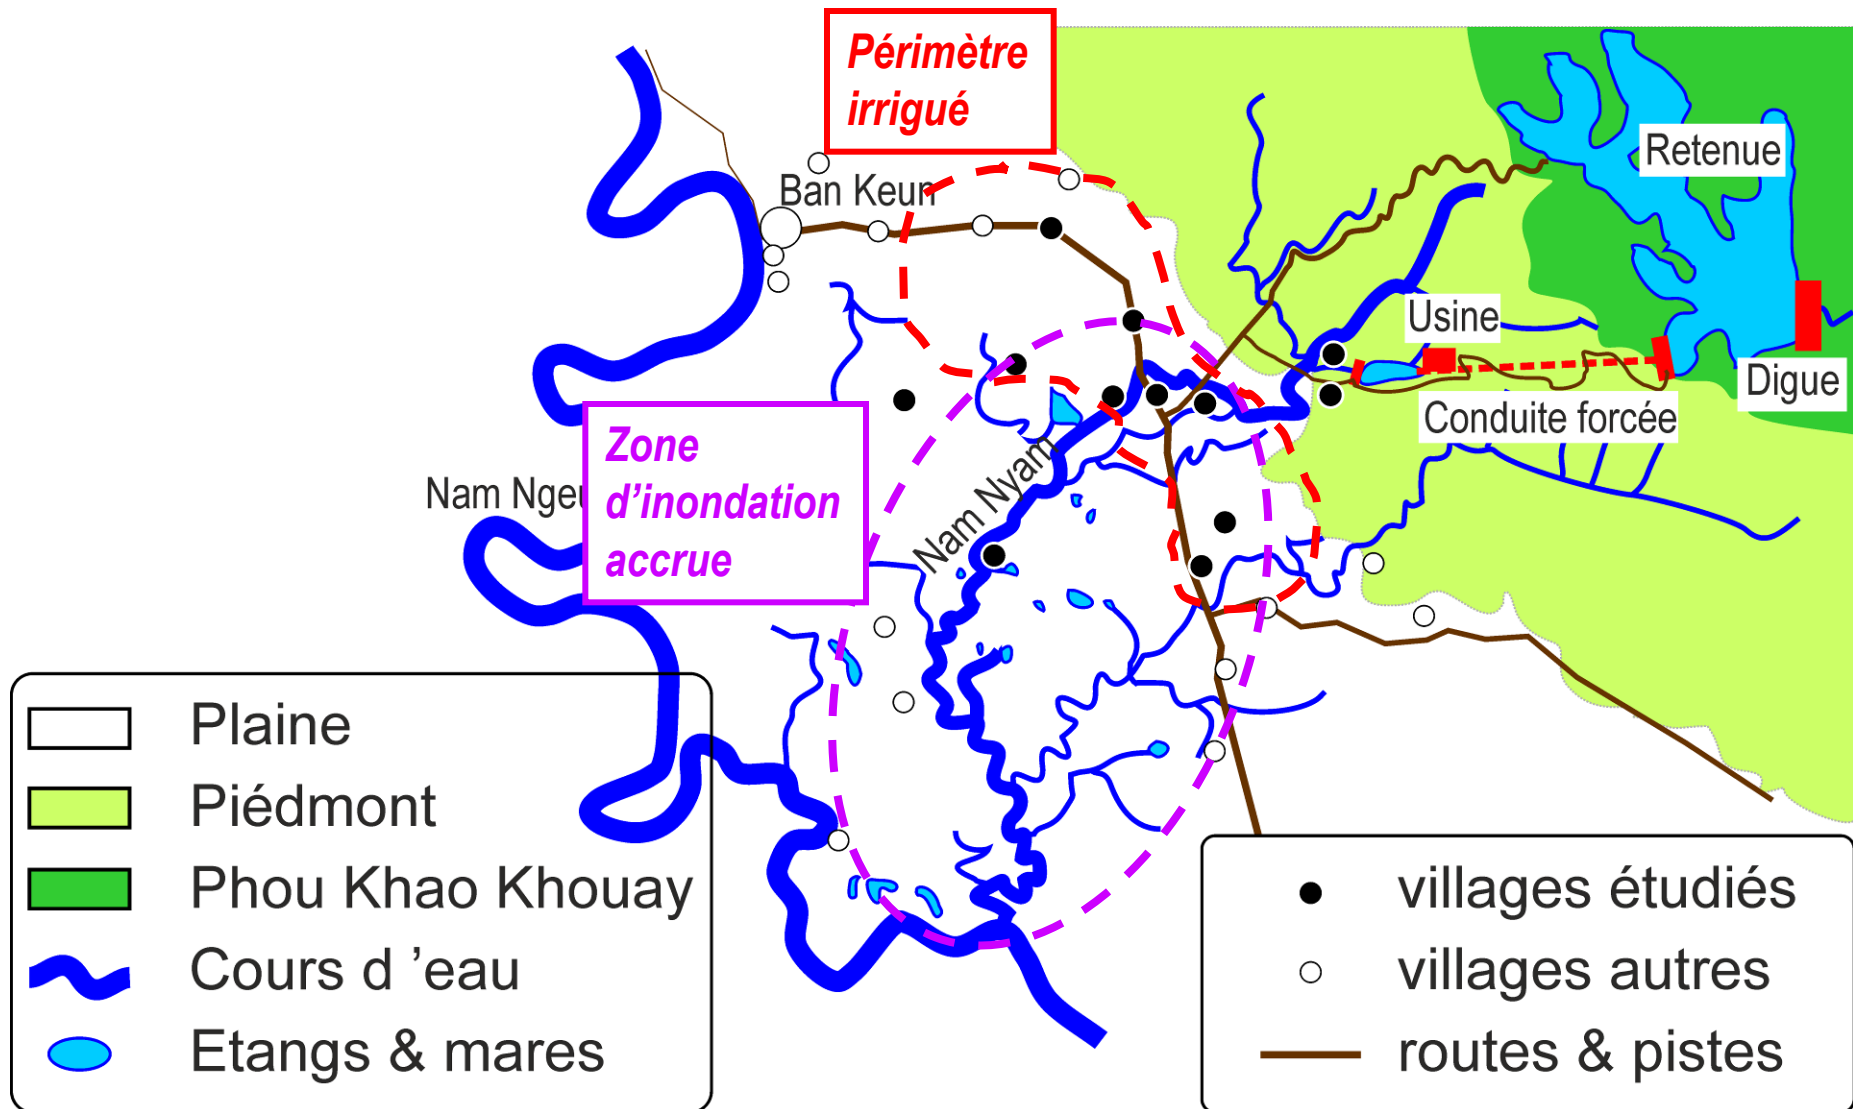 Périmètre
irrigué
Retenue
Ban Keun
Usine
Digue
Conduite forcée
Zone
d’inondation
accrue
Nam Nyam
Plaine
Piédmont
Phou Khao Khouay
Cours d ’eau
Etangs & mares
villages étudiés
villages autres
routes & pistes